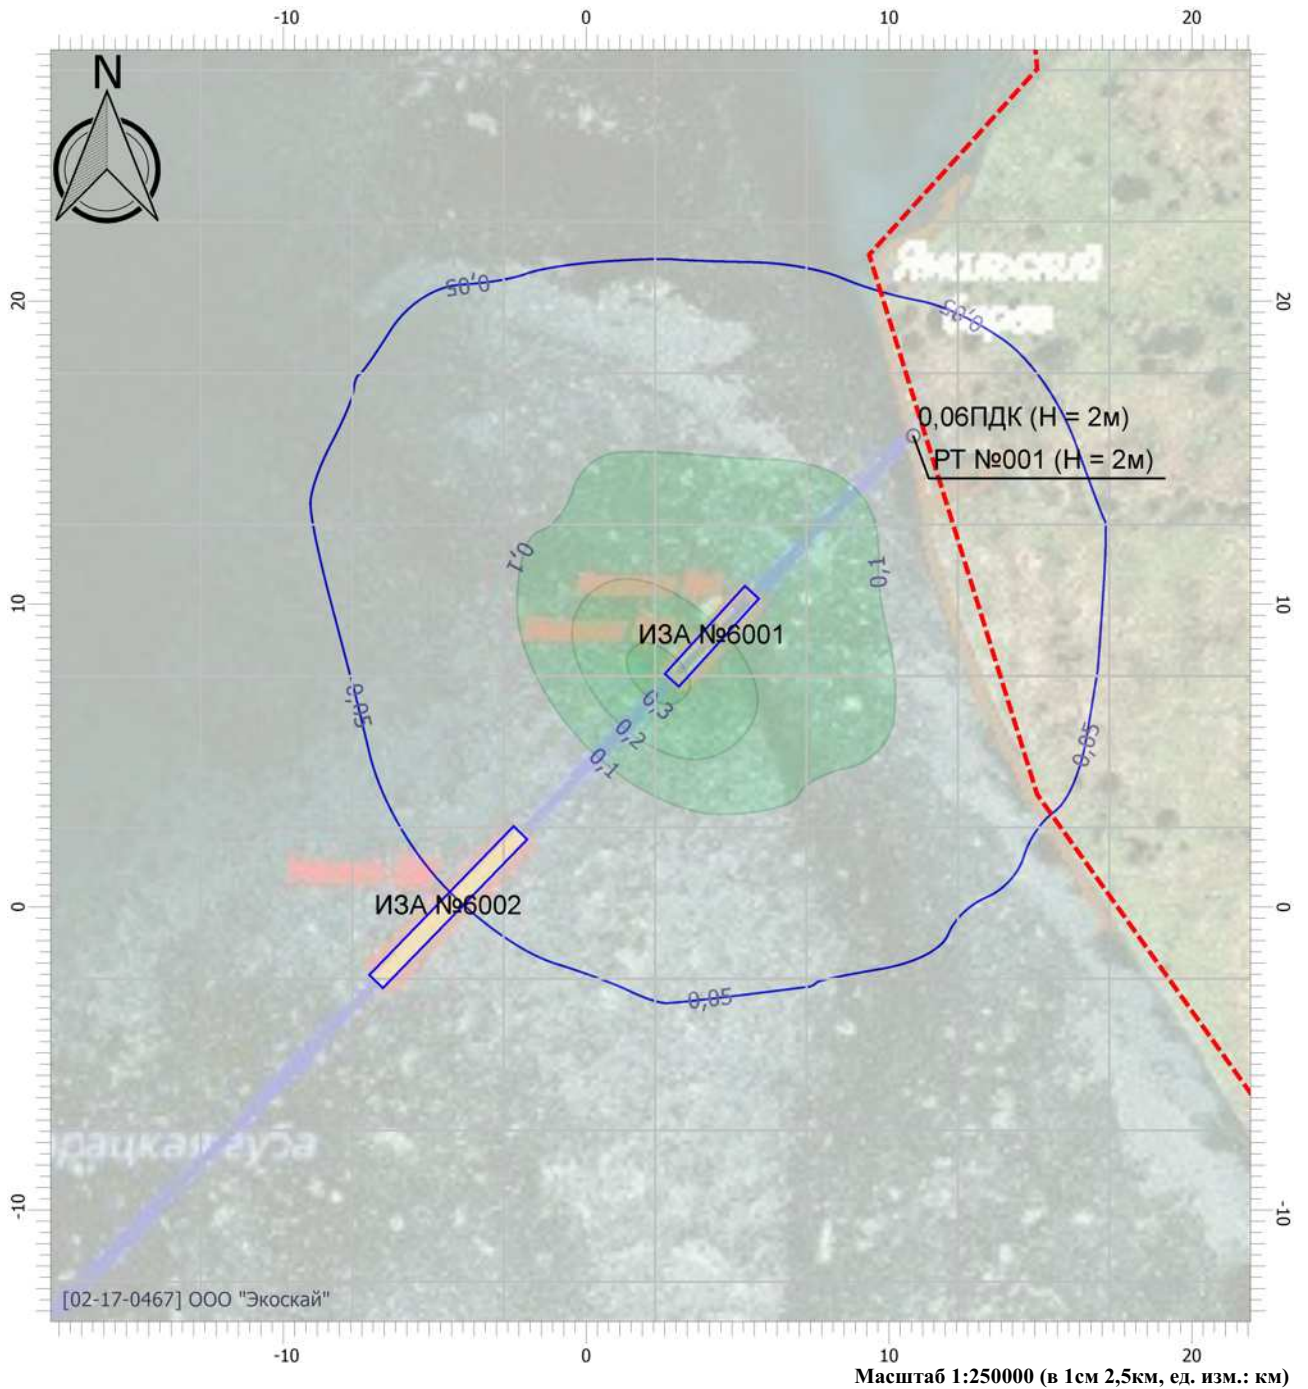 -10 0 10 20
N
20 20
0,05 0,05
0,06ПДК (Н = 2м)
РТ №001 (Н = 2м)
0,1 0,1
10 10
ИЗА №6001
0,3
0,2
0,1
0,05 0,05
0 0
ИЗА №6002
0,05
-10 -10
[02-17-0467] ООО "Экоскай"
-10 0 10 20
Масштаб 1:250000 (в 1см 2,5км, ед. изм.: км)